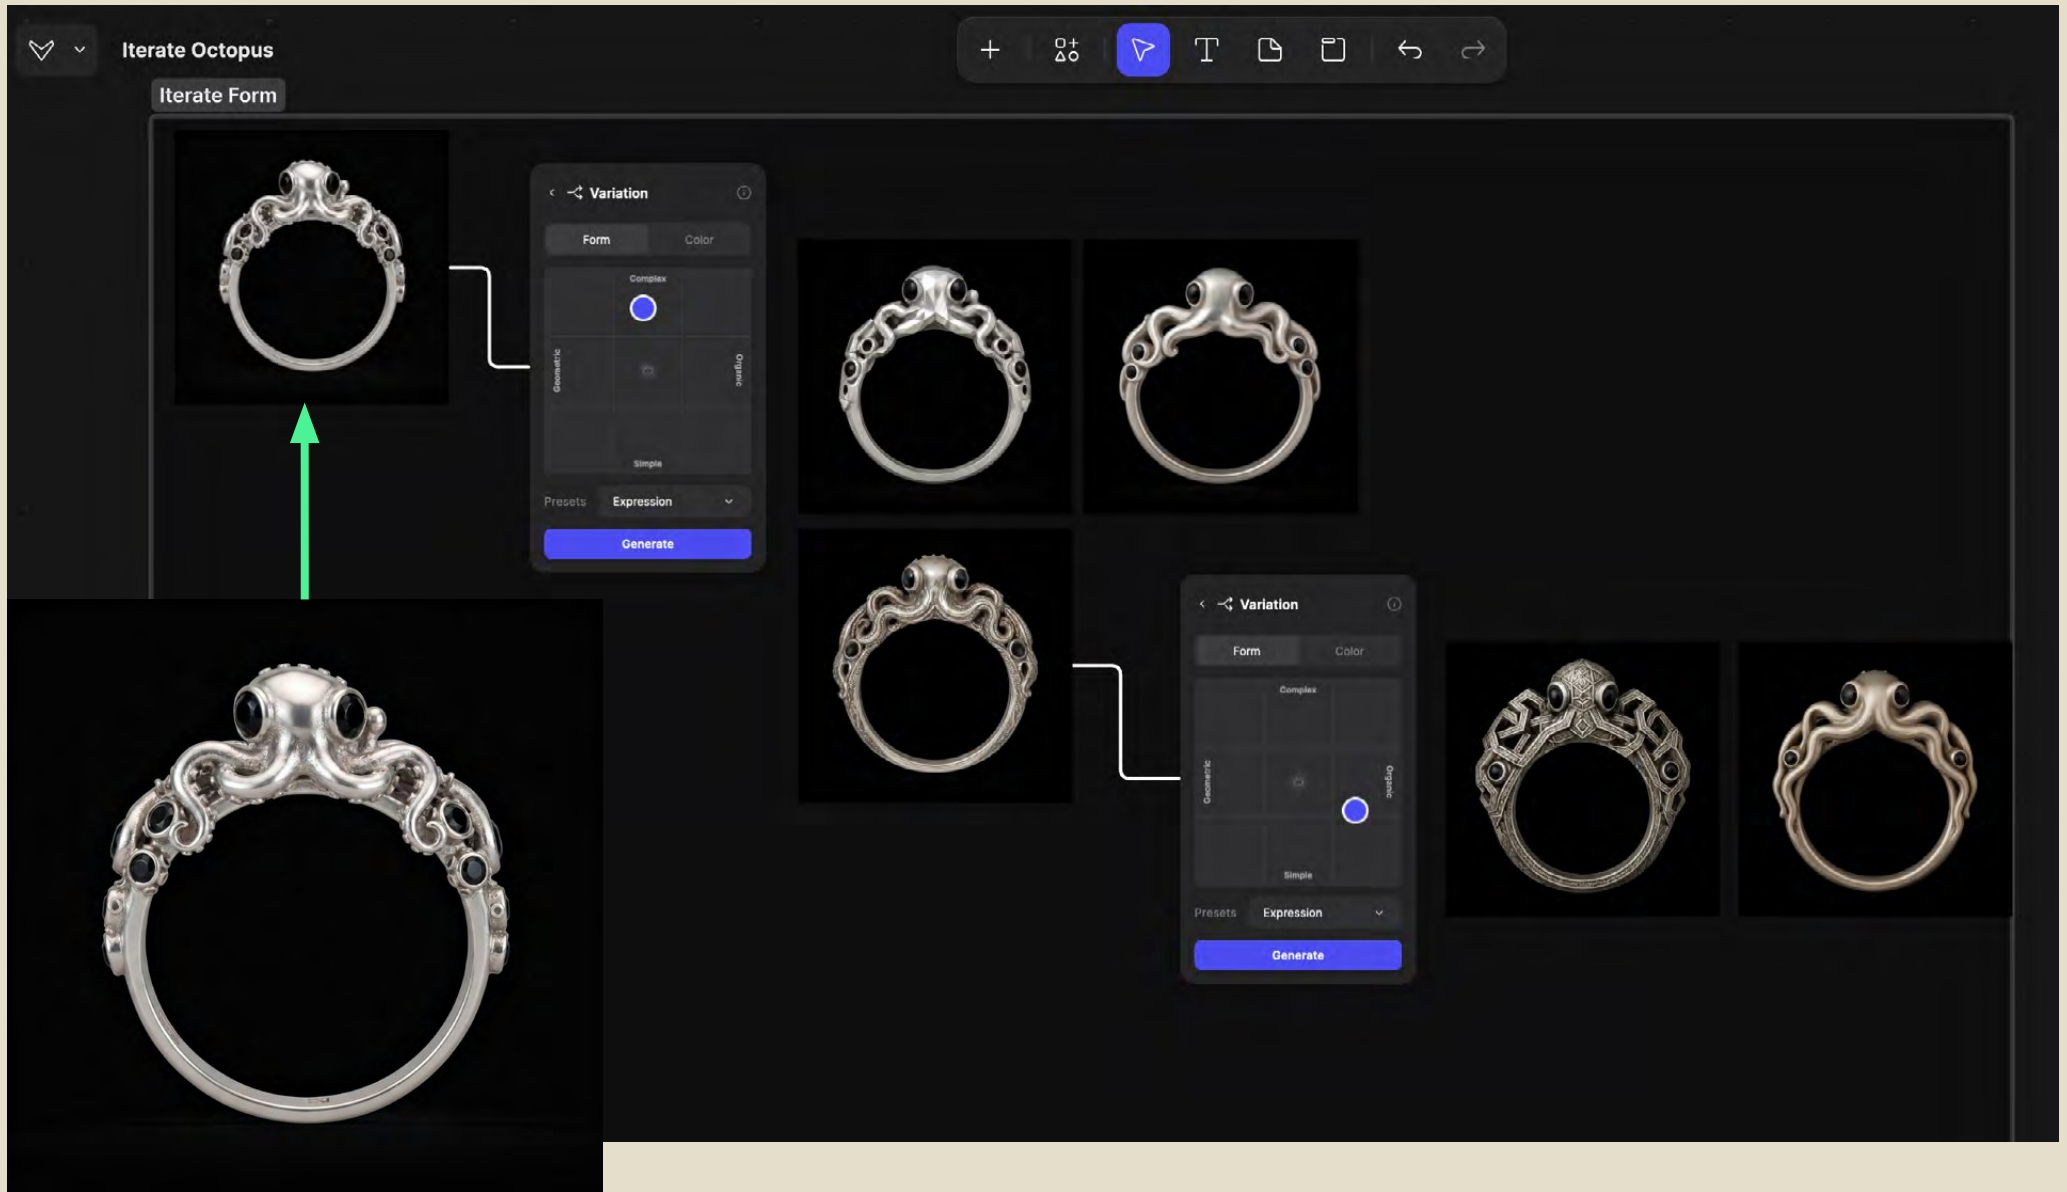 Iterate Octopus
Iterate Form
Variation
Form
Color
Complex
Geometric
Organic
Simple
Presets
Expression
Generate
Variation
Form
Color
Complex
Geometric
Organic
Simple
Presets
Expression
Generate